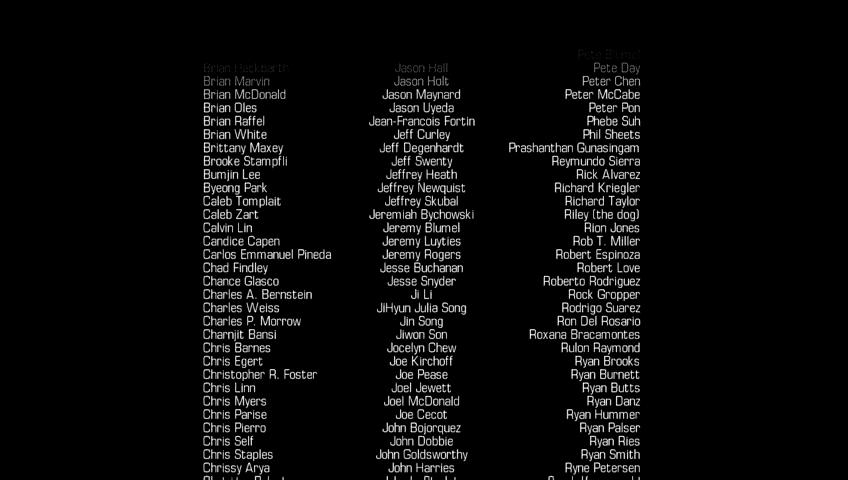 Pete Blumel
Brian Hackbarth Jason Hall Pete Day
Brian Marvin Jason Holt Peter Chen
Brian McDonald Jason Maynard Peter McCabe
Brian Oles Jason Uyeda Peter Pon
Brian Raffel Jean-Francois Fortin Phebe Suh
Brian White Jeff Curley Phil Sheets
Brittany Maxey Jeff Degenhardt Prashanthan Gunasingam
Brooke Stampfli Jeff Swenty Reymundo Sierra
Bumjin Lee Jeffrey Heath Rick Alvarez
Byeong Park Jeffrey Newquist Richard Kriegler
Caleb Tomplait Jeffrey Skubal Richard Taylor
Caleb Zart Jeremiah Bychowski Riley (the dog)
Calvin Lin Jeremy Blumel Rion Jones
Candice Capen Jeremy Luyties Rob T. Miller
Carlos Emmanuel Pineda Jeremy Rogers Robert Espinoza
Chad Findley Jesse Buchanan Robert Love
Chance Glasco Jesse Snyder Roberto Rodriguez
Charles A. Bernstein Ji Li Rock Gropper
Charles Weiss JiHyun Julia Song Rodrigo Suarez
Charles P. Morrow Jin Song Ron Del Rosario
Charnjit Bansi Jiwon Son Roxana Bracamontes
Chris Barnes Jocelyn Chew Rulon Raymond
Chris Egert Joe Kirchoff Ryan Brooks
Christopher R. Foster Joe Pease Ryan Burnett
Chris Linn Joel Jewett Ryan Butts
Chris Myers Joel McDonald Ryan Danz
Chris Parise Joe Cecot Ryan Hummer
Chris Pierro John Bojorquez Ryan Palser
Chris Self John Dobbie Ryan Ries
Chris Staples John Goldsworthy Ryan Smith
Chrissy Arya John Harries Ryne Petersen